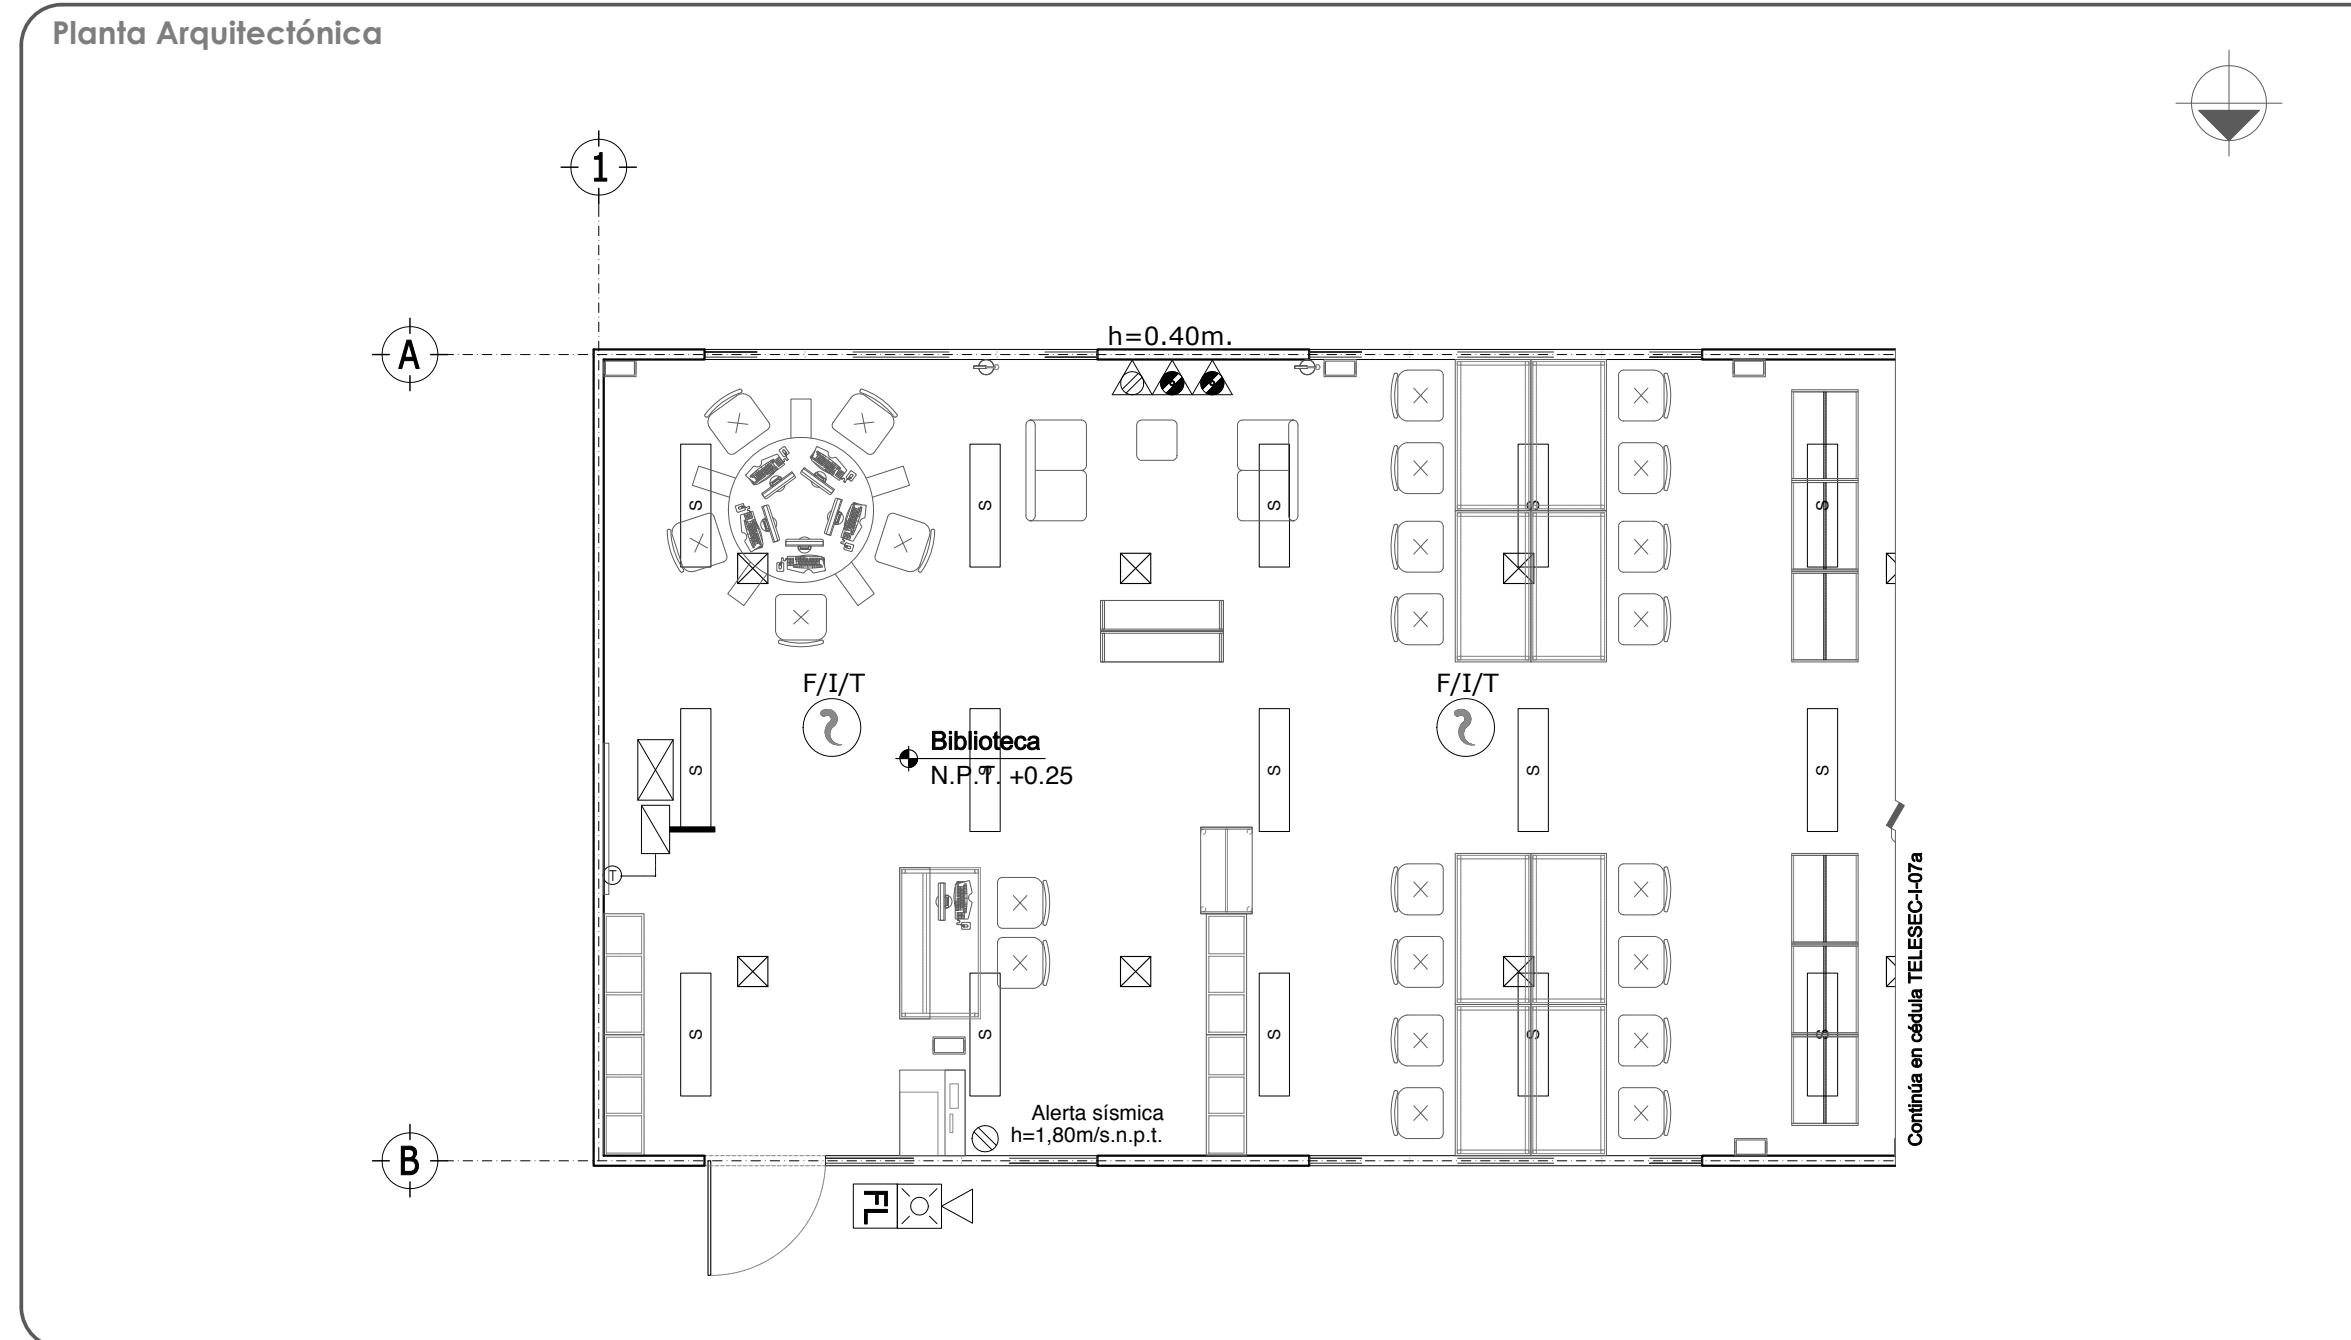 Planta Arquitectónica
1
A
h=0.40m.
S
S
S
S
S
F/I/T
F/I/T
Biblioteca
N.P.T. +0.25
S
S
S
S
S
T
S
S
S
S
S
Alerta sísmica
h=1,80m/s.n.p.t.
B
FL
Continúa en cédula TELESEC-I-07a